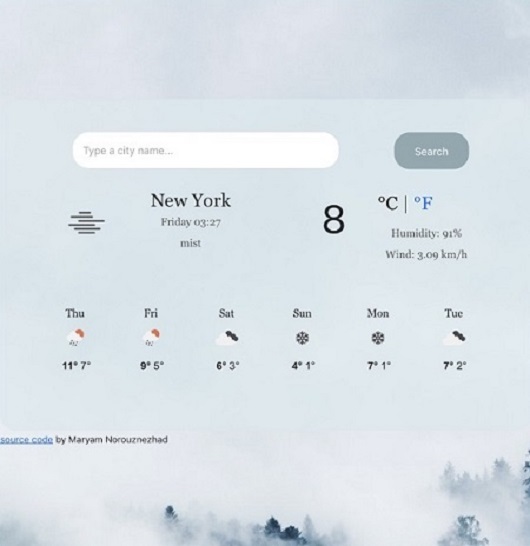 Type a city name...
Search
New York
Friday 03:27
mist
8
°C | °F
Humidity: 91%
Wind: 3.09 km/h
Thu Fri Sat Sun Mon Tue
11° 7° 9° 5° 6° 3° 4° 1° 7° 1° 7° 2°
source code by Maryam Norouznezhad